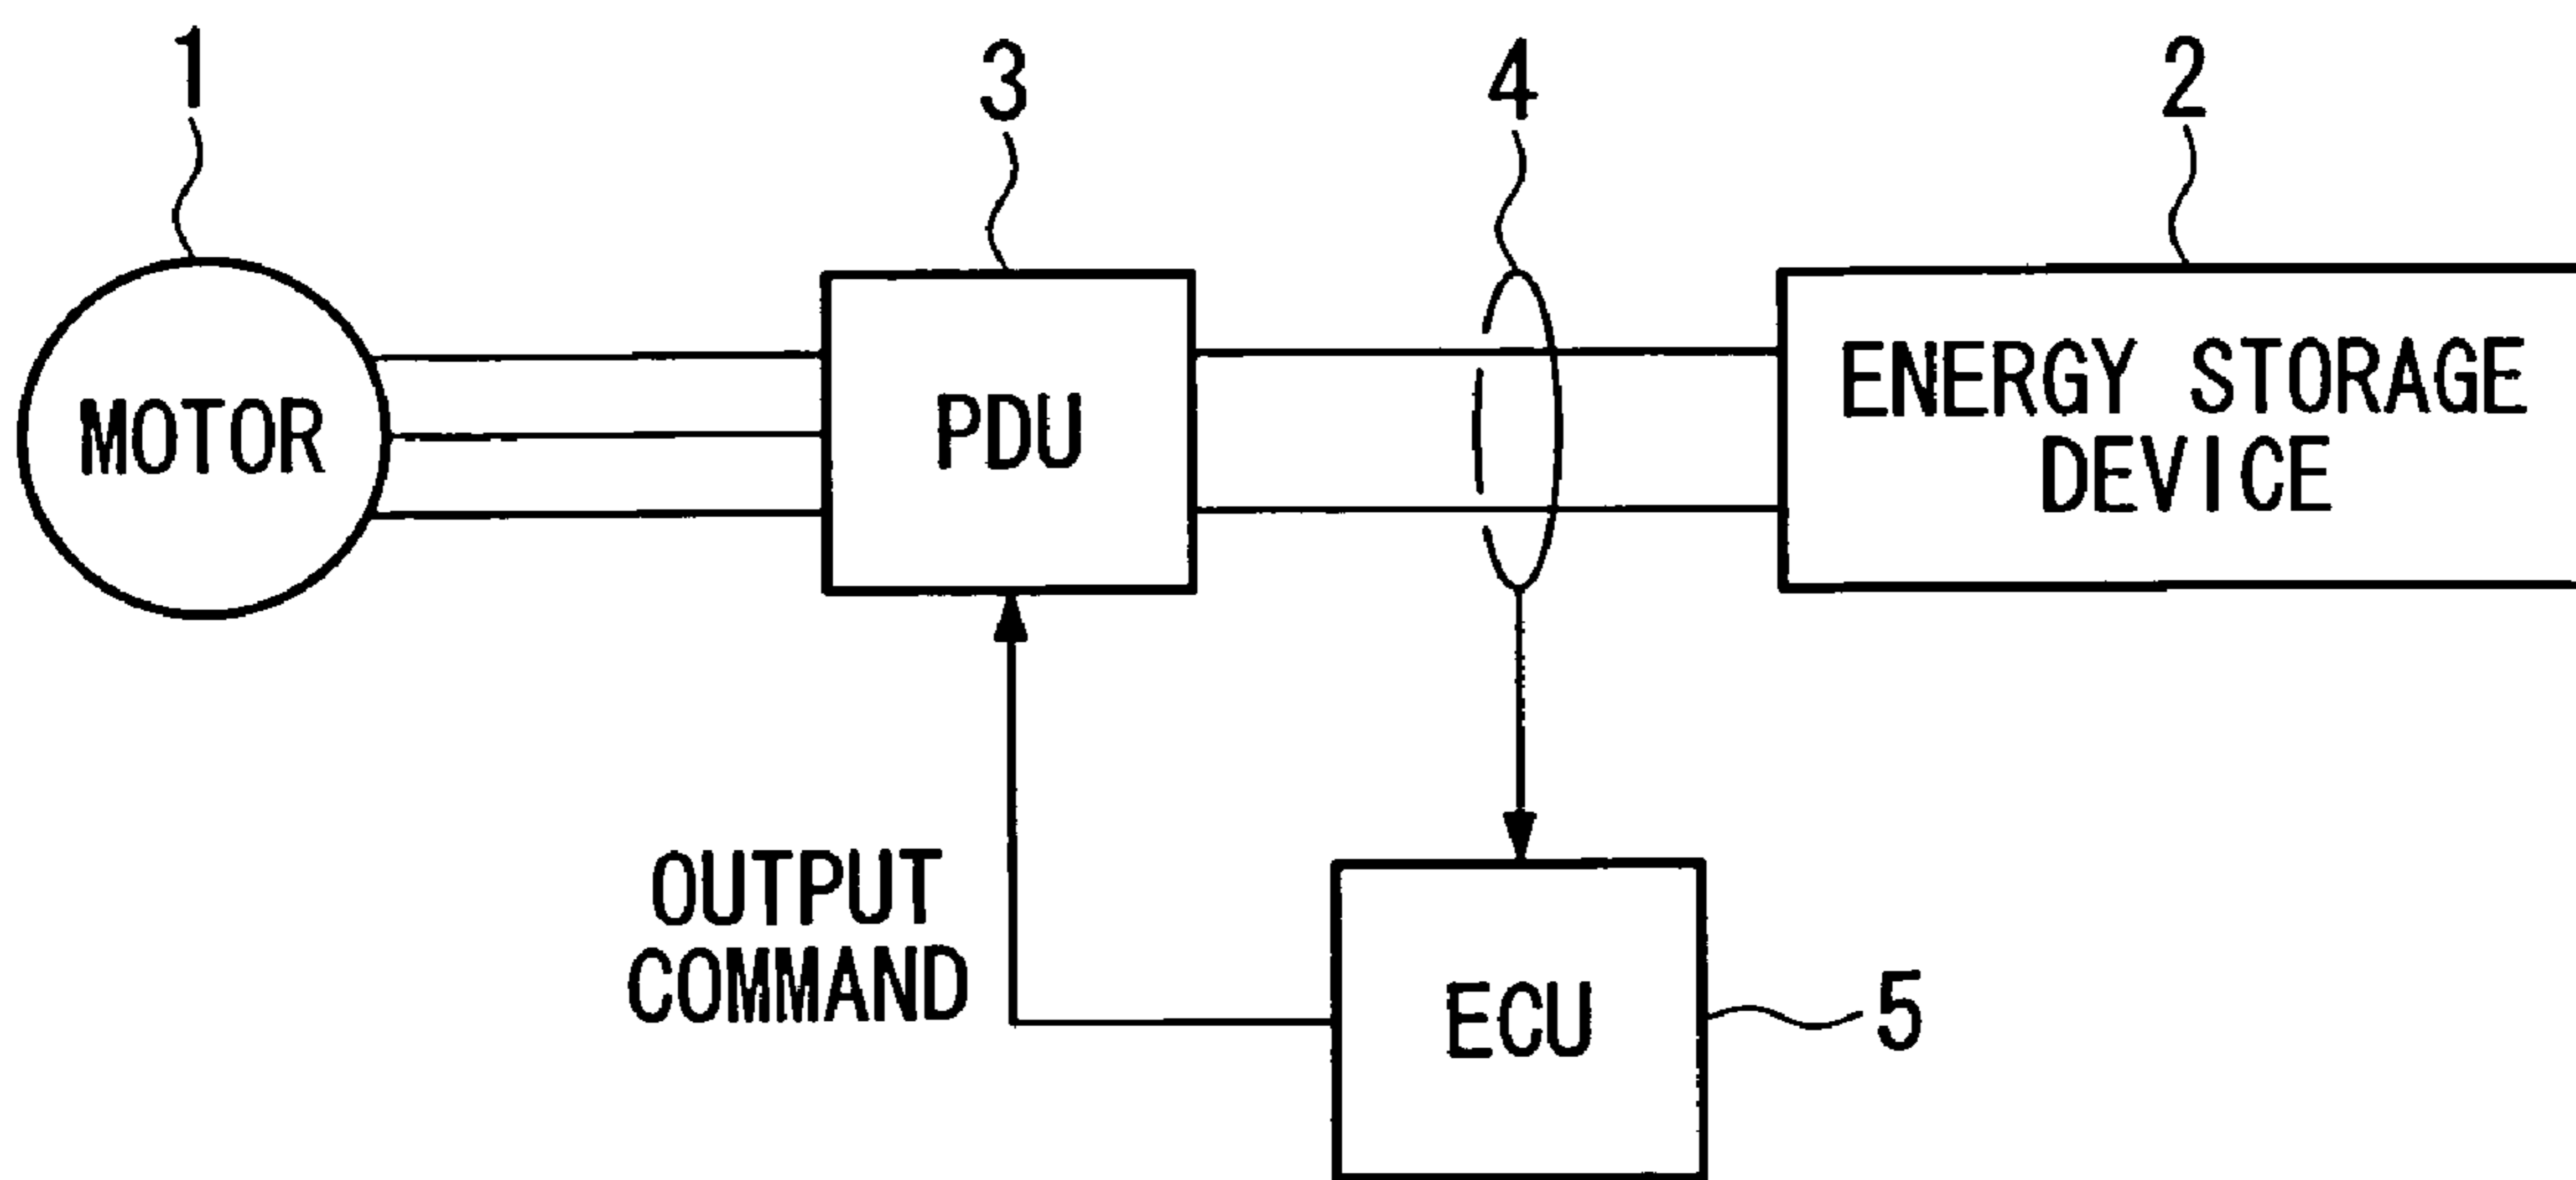 1
3
4
2
MOTOR
PDU
ENERGY STORAGE
DEVICE
OUTPUT
COMMAND
ECU
5